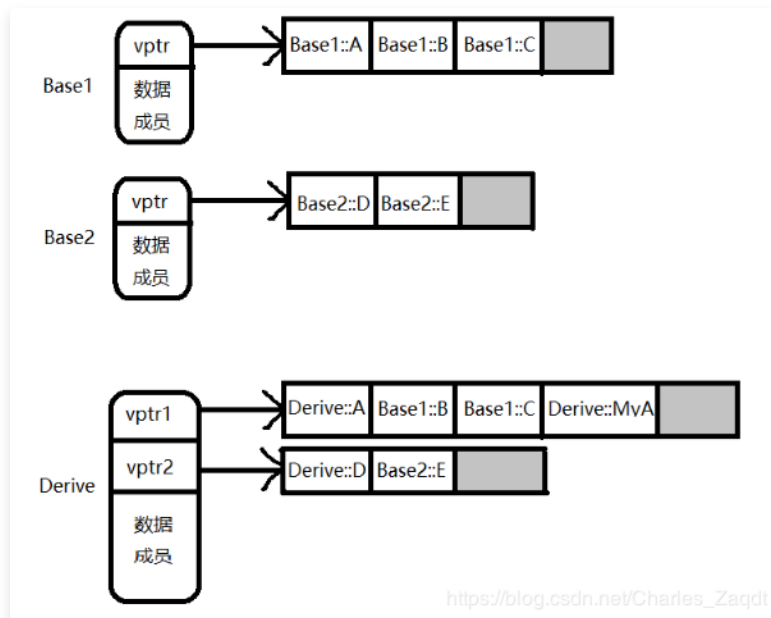 vptr
Base1::A Base1::B Base1::C
Base1
数据
成员
vptr
Base2::D Base2::E
Base2
数据
成员
vptr1
Derive::A Base1::B Base1::C Derive::MvA
vptr2
Derive::D Base2::E
Derive
数据
成员
https://blog.csdn.net/Charles_Zaqdt